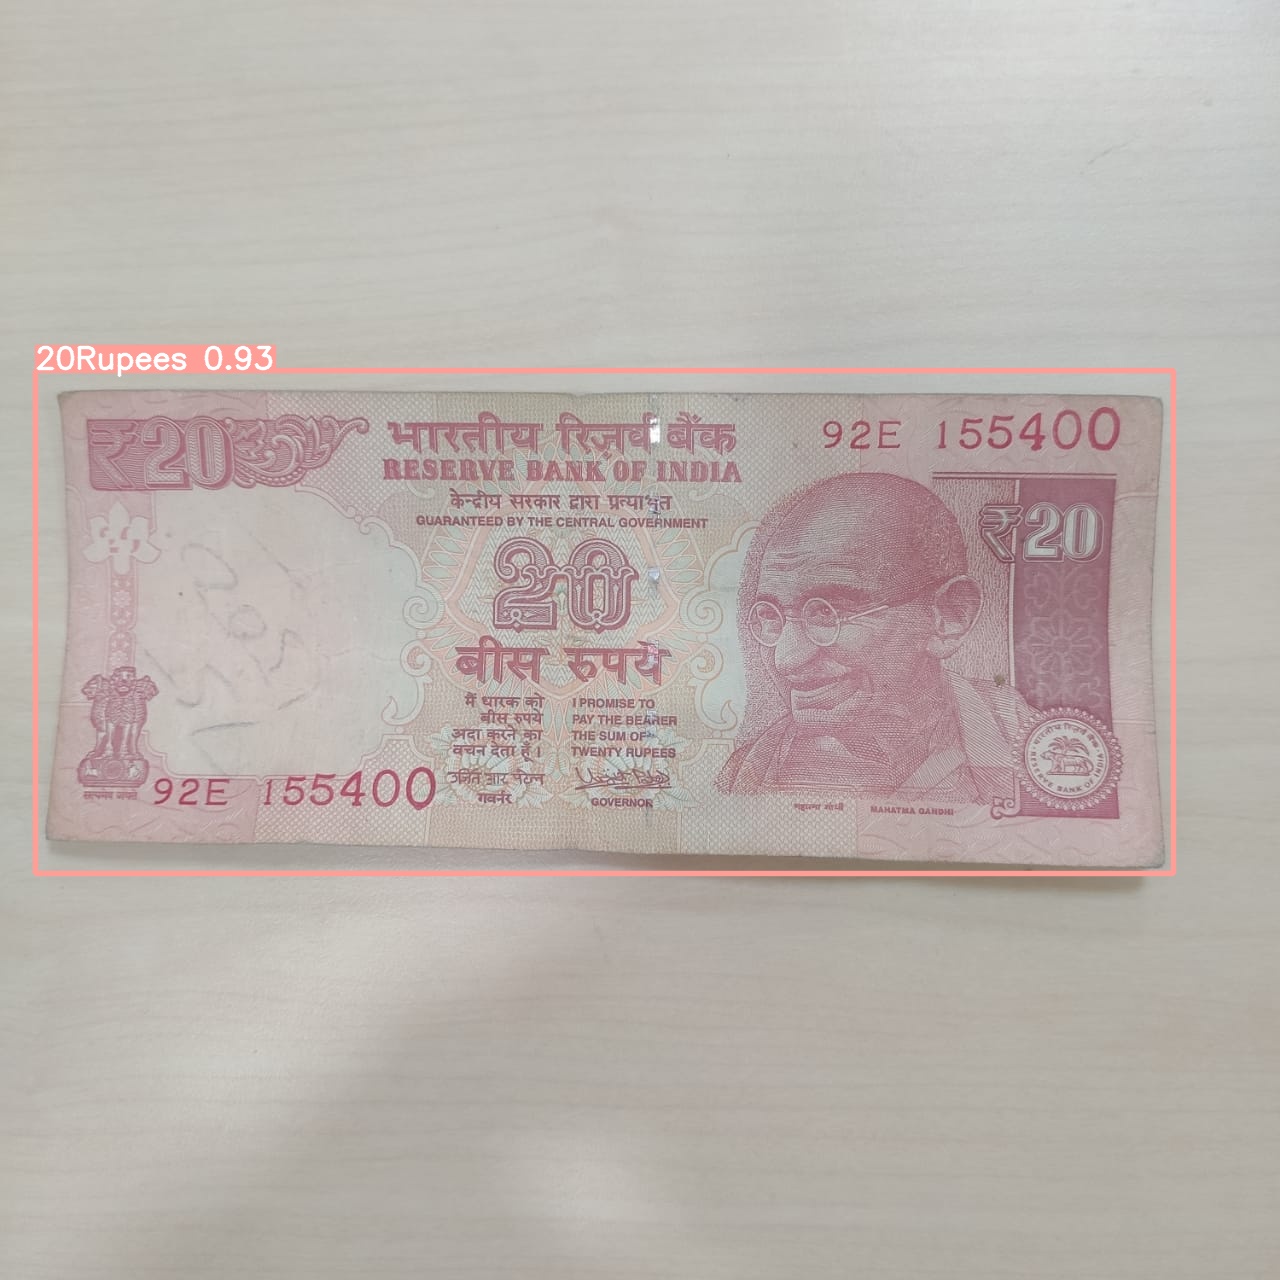 20Rupees 0.93
₹20
भारतीय रिज़र्व बैंक
RESERVE BANK OF INDIA
92E 155400
केन्द्रीय सरकार द्वारा प्रत्याभूत
GUARANTEED BY THE CENTRAL GOVERNMENT
₹20
20
बीस रुपये
मैं धारक को
बीस रुपये
अदा करने का
वचन देता हूँ ।
I PROMISE TO
PAY THE BEARER
THE SUM OF
TWENTY RUPEES
गवर्नर
GOVERNOR
सत्यमेव जयते
92E 155400
महात्मा गाँधी
MAHATMA GANDHI
भारतीय रिज़र्व बैंक
RESERVE BANK OF INDIA